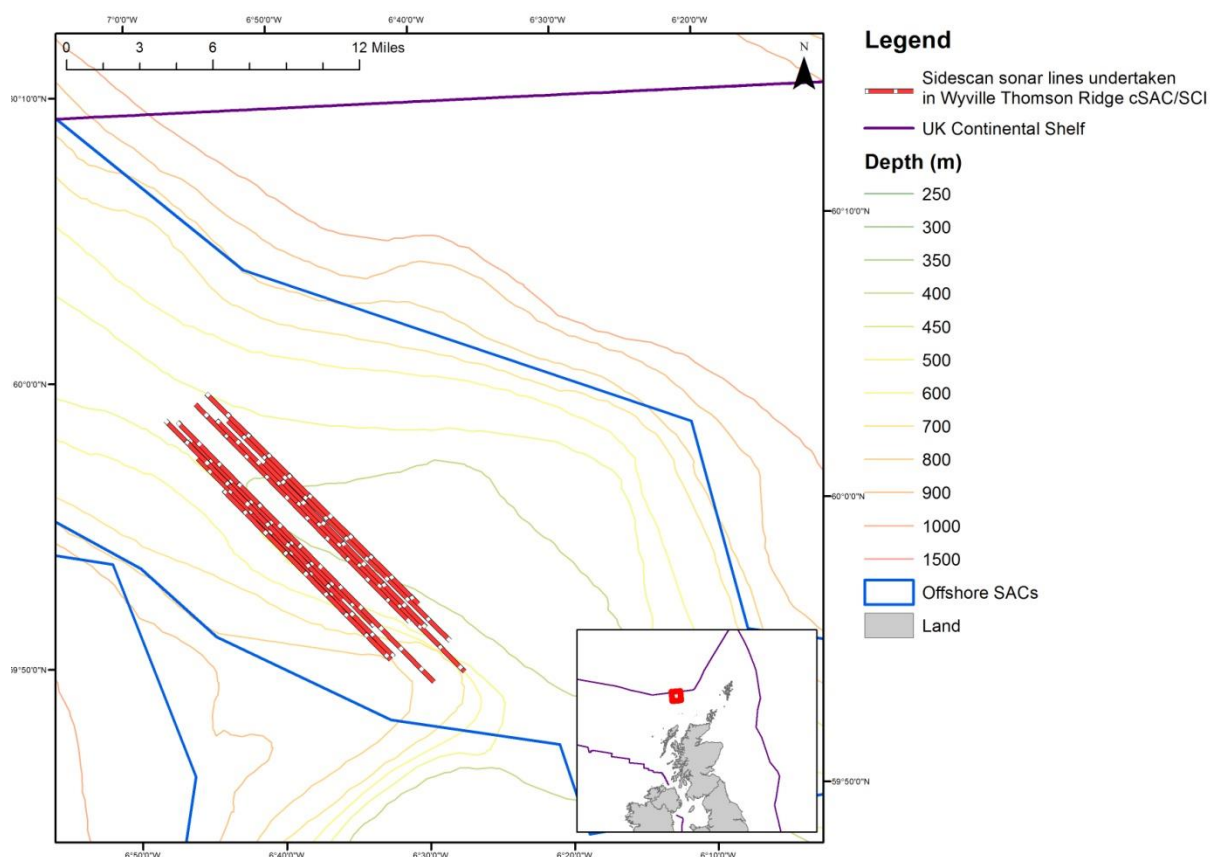 7°0'0"W 6°50'0"W 6°40'0"W 6°30'0"W 6°20'0"W
0 3 6 12 Miles
N
60°10'0"N
60°10'0"N
60°0'0"N
60°0'0"N
59°50'0"N
59°50'0"N
6°50'0"W 6°40'0"W 6°30'0"W 6°20'0"W 6°10'0"W
Legend
Sidescan sonar lines undertaken
in Wyville Thomson Ridge cSAC/SCI
UK Continental Shelf
Depth (m)
250
300
350
400
450
500
600
700
800
900
1000
1500
Offshore SACs
Land